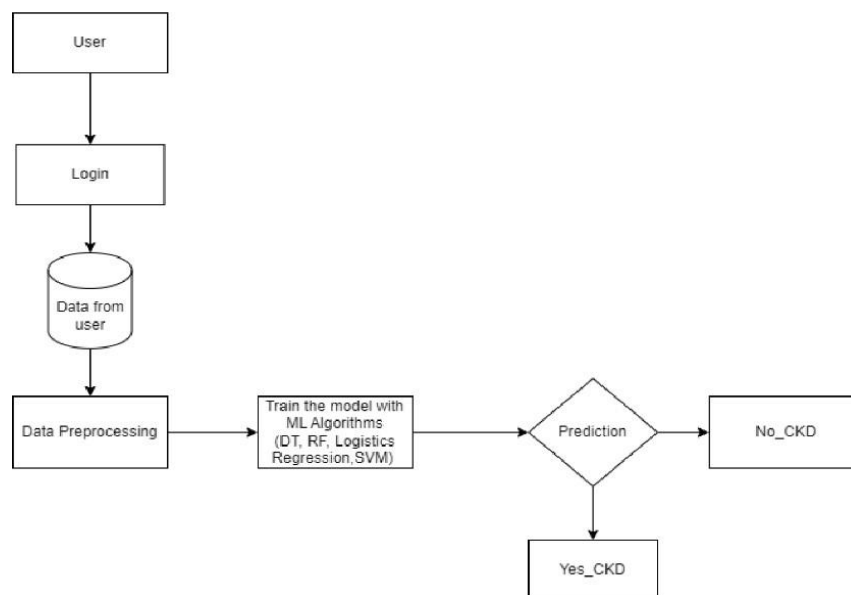 User
Login
Data from
user
Data Preprocessing
Train the model with
ML Algorithms
(DT, RF, Logistics
Regression,SVM)
Prediction
No_CKD
Yes_CKD